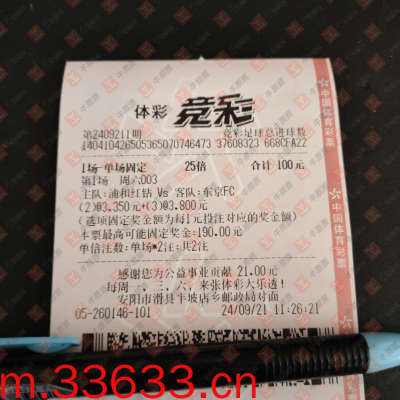 体彩 竞彩
第2409211期 竞彩足球总进球数
14041042650536507​0746473 37608323 668CFA22
1场-单场固定 25倍 合计 100元
第1场 周六003
主队:浦和红钻 Vs 客队:东京FC
(2)@3.350元+(3)@3.800元
(选项固定奖金额为每1元投注对应的奖金额)
本票最高可能固定奖金:190.00元
单倍注数:单场*2注;共2注
感谢您为公益事业贡献 21.00元
每周一、三、六,来张体彩大乐透!
安阳市滑县半坡店乡邮政局对面
05-260146-101 24/09/21 11:26:21
中国体育彩票
中国体育彩票
m.33633.cn